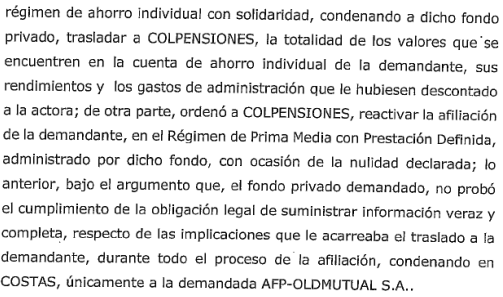 régimen de ahorro individual con solidaridad, condenando a dicho fondo
privado, trasladar a COLPENSIONES, la totalidad de los valores que se
encuentren en la cuenta de ahorro individual de la demandante, sus
rendimientos y los gastos de administración que le hubiesen descontado
a la actora; de otra parte, ordenó a COLPENSIONES, reactivar la afiliación
de la demandante, en el Régimen de Prima Media con Prestación Definida,
administrado por dicho fondo, con ocasión de la nulidad declarada; lo
anterior, bajo el argumento que, el fondo privado demandado, no probó
el cumplimiento de la obligación legal de suministrar información veraz y
completa, respecto de las implicaciones que le acarreaba el traslado a la
demandante, durante todo el proceso de la afiliación, condenando en
COSTAS, únicamente a la demandada AFP-OLDMUTUAL S.A..